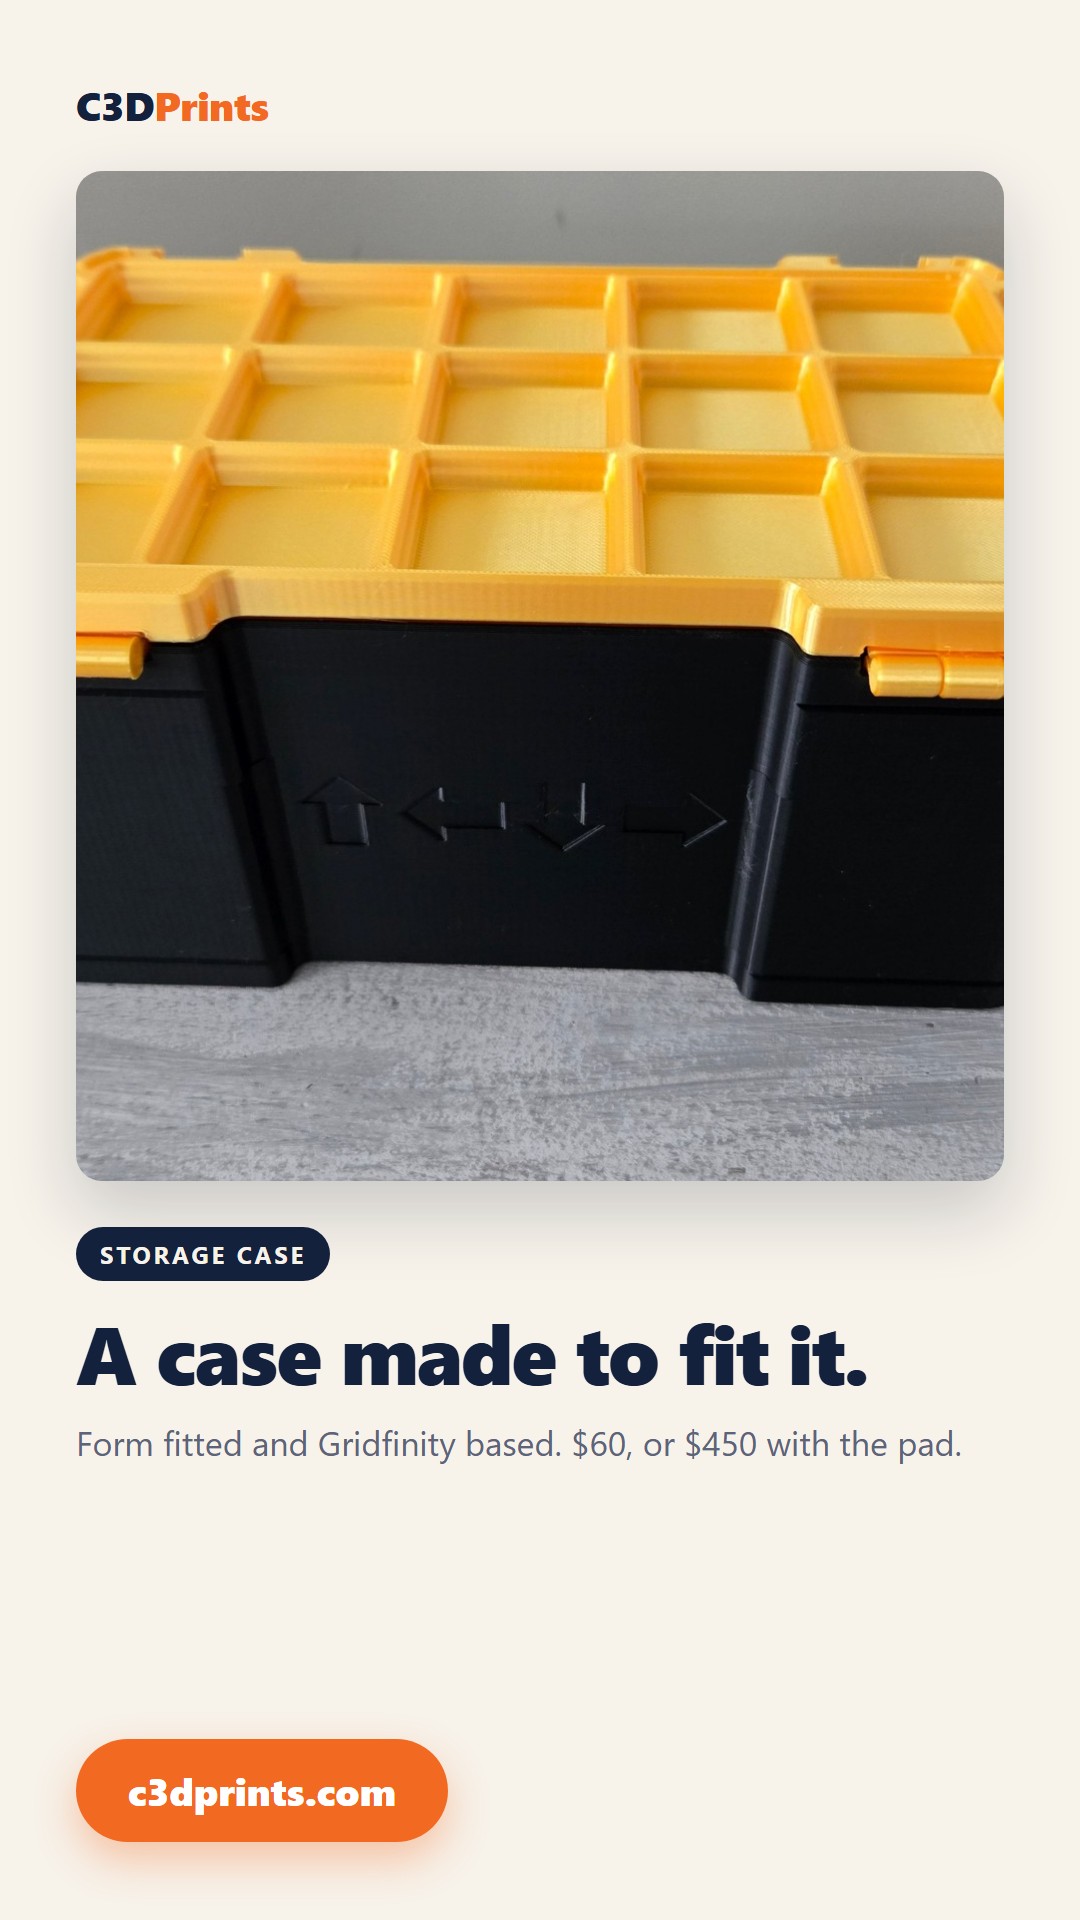 C3DPrints
STORAGE CASE
A case made to fit it.
Form fitted and Gridfinity based. $60, or $450 with the pad.
c3dprints.com